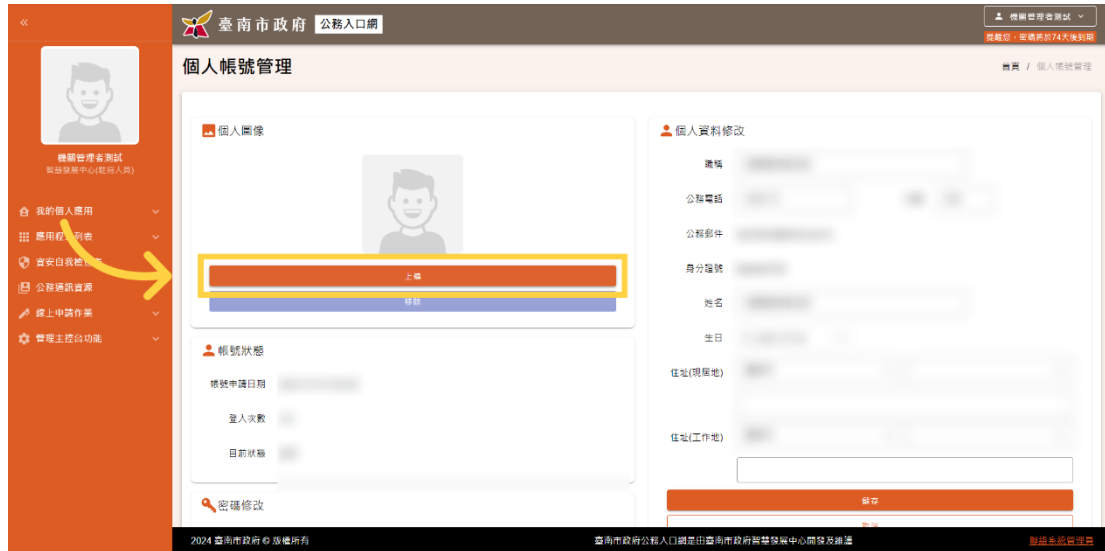 «
臺南市政府 公務入口網
機關管理者測試
提醒您，密碼將於74天後到期
個人帳號管理
首頁 / 個人帳號管理
機關管理者測試
智慧發展中心(駐府人員)
我的個人應用
應用程 列表
資安自我檢
公務通訊資源
線上申請作業
管理主控台功能
個人圖像
上傳
移除
帳號狀態
帳號申請日期
登入次數
目前狀態
密碼修改
個人資料修改
職稱
公務電話
公務郵件
身分證號
姓名
生日
住址(現居地)
住址(工作地)
儲存
取消
2024 臺南市政府 © 版權所有
臺南市政府公務入口網是由臺南市政府智慧發展中心開發及維護
聯絡系統管理員